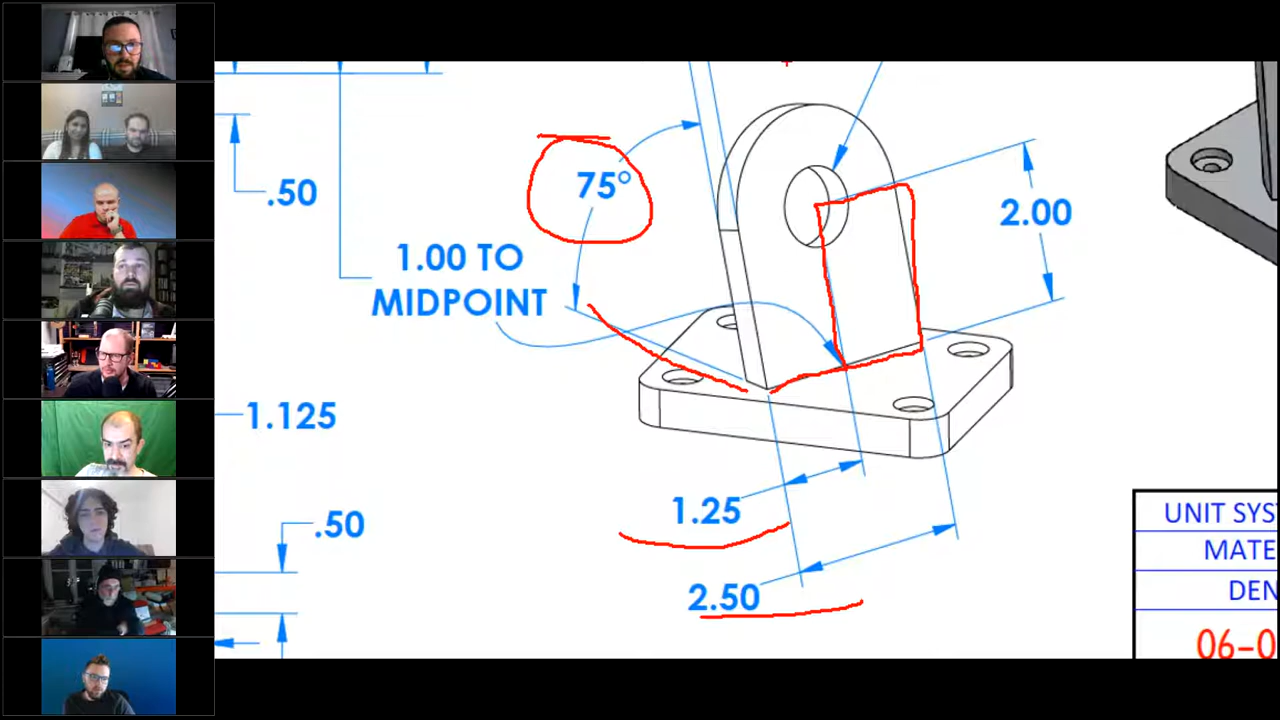 75°
.50
2.00
1.00 TO
MIDPOINT
1.125
1.25
.50
2.50
UNIT SYS
MATE
DEN
06-0